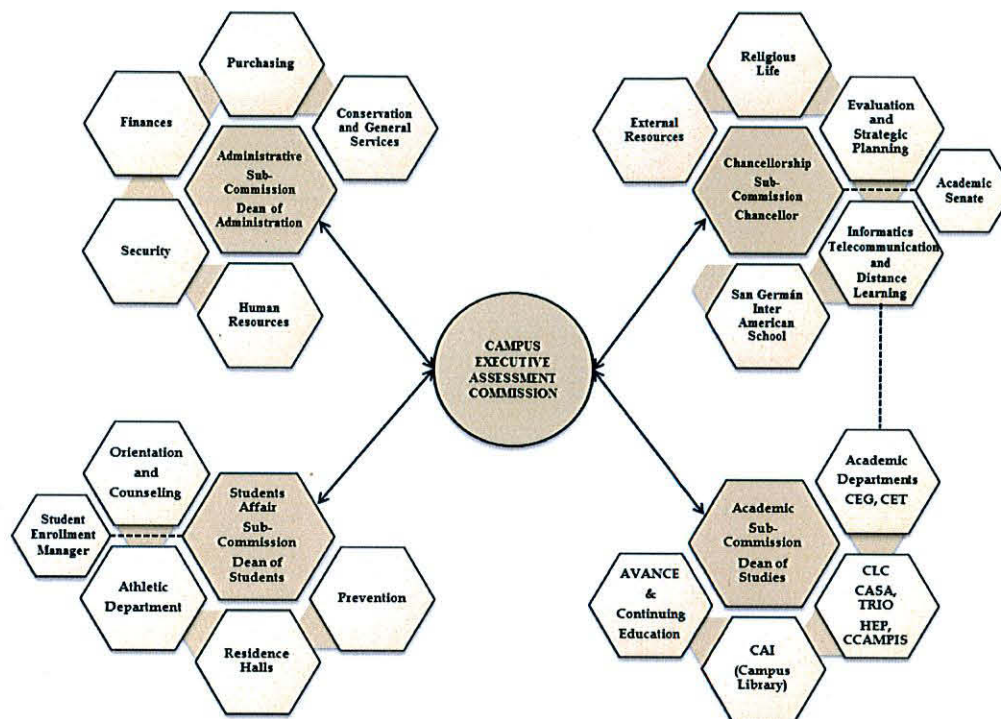 Purchasing
Finances
Conservation
and General
Services
Administrative
Sub-
Commission
Dean of
Administration
Security
Human
Resources
Religious
Life
External
Resources
Evaluation
and
Strategic
Planning
Chancellorship
Sub-
Commission
Chancellor
Academic
Senate
Informatics
Telecommunication
and
Distance
Learning
San Germán
Inter
American
School
CAMPUS
EXECUTIVE
ASSESSMENT
COMMISSION
Orientation
and
Counseling
Student
Enrollment
Manager
Students
Affair
Sub-
Commission
Dean of
Students
Athletic
Department
Prevention
Residence
Halls
Academic
Departments
CEG, CET
Academic
Sub-
Commission
Dean of
Studies
AVANCE
&
Continuing
Education
CLC
CASA,
TRIO
HEP,
CCAMPIS
CAI
(Campus
Library)